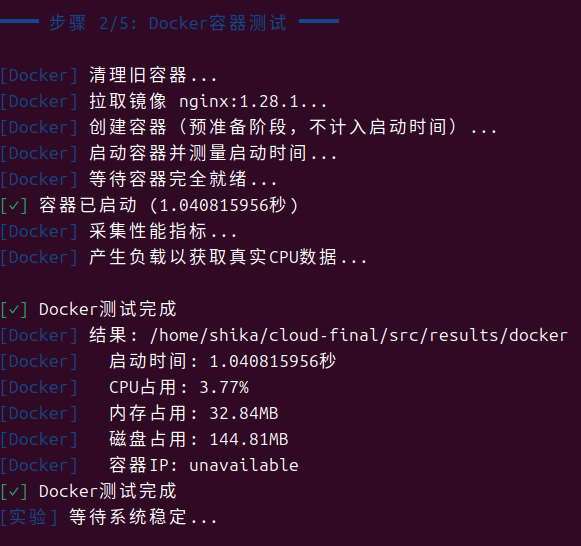 ━━━ 步骤 2/5: Docker容器测试 ━━━
[Docker] 清理旧容器...
[Docker] 拉取镜像 nginx:1.28.1...
[Docker] 创建容器（预准备阶段，不计入启动时间）...
[Docker] 启动容器并测量启动时间...
[Docker] 等待容器完全就绪...
[✓] 容器已启动 (1.040815956秒)
[Docker] 采集性能指标...
[Docker] 产生负载以获取真实CPU数据...
[✓] Docker测试完成
[Docker] 结果: /home/shika/cloud-final/src/results/docker
[Docker]   启动时间: 1.040815956秒
[Docker]   CPU占用: 3.77%
[Docker]   内存占用: 32.84MB
[Docker]   磁盘占用: 144.81MB
[Docker]   容器IP: unavailable
[✓] Docker测试完成
[实验] 等待系统稳定...